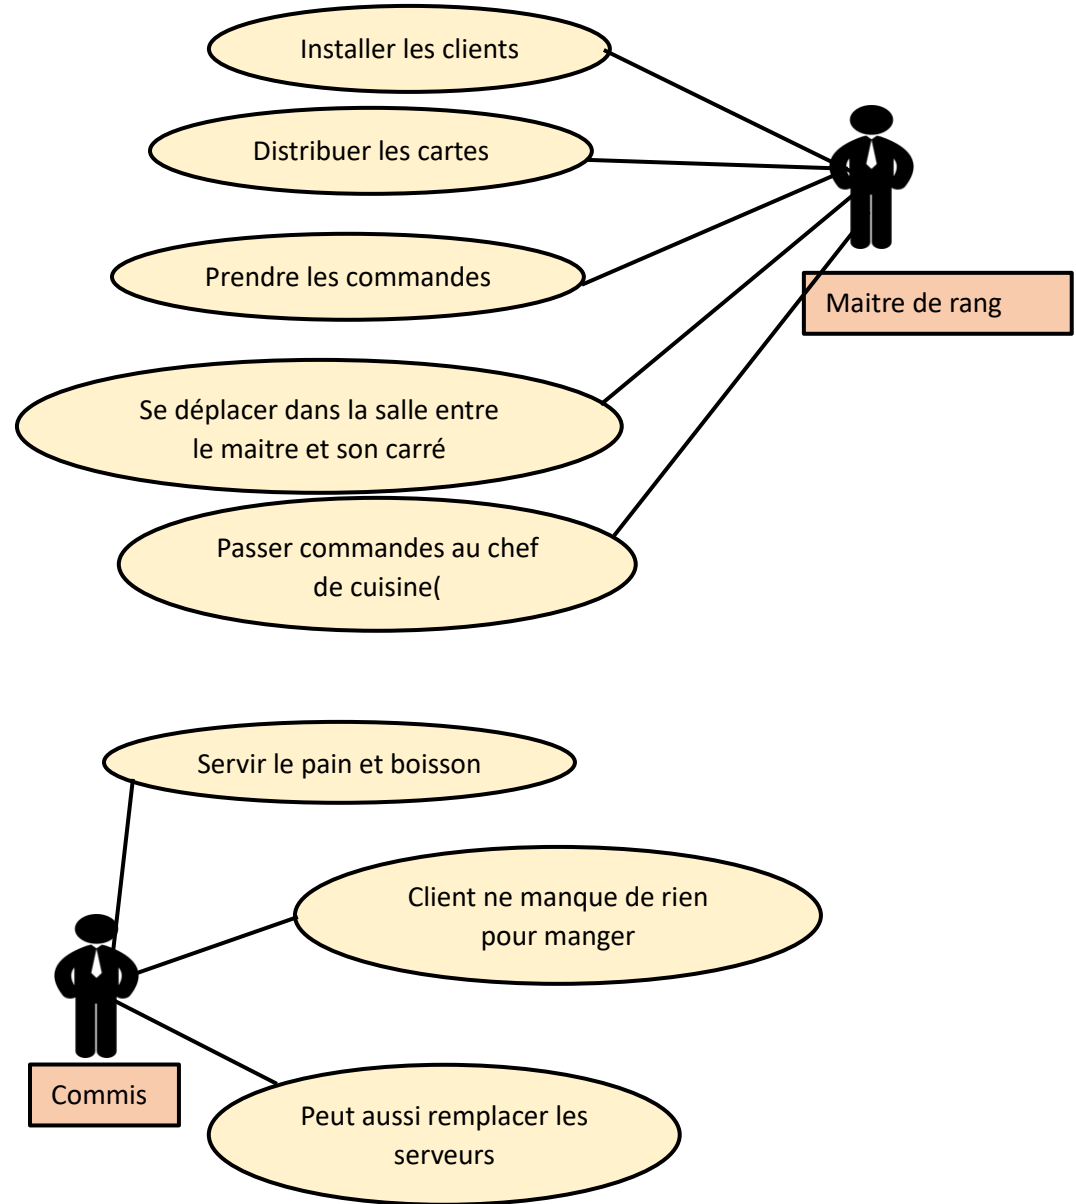 Installer les clients
Distribuer les cartes
Prendre les commandes
Maitre de rang
Se déplacer dans la salle entre
le maitre et son carré
Passer commandes au chef
de cuisine(
Servir le pain et boisson
Client ne manque de rien
pour manger
Commis
Peut aussi remplacer les
serveurs